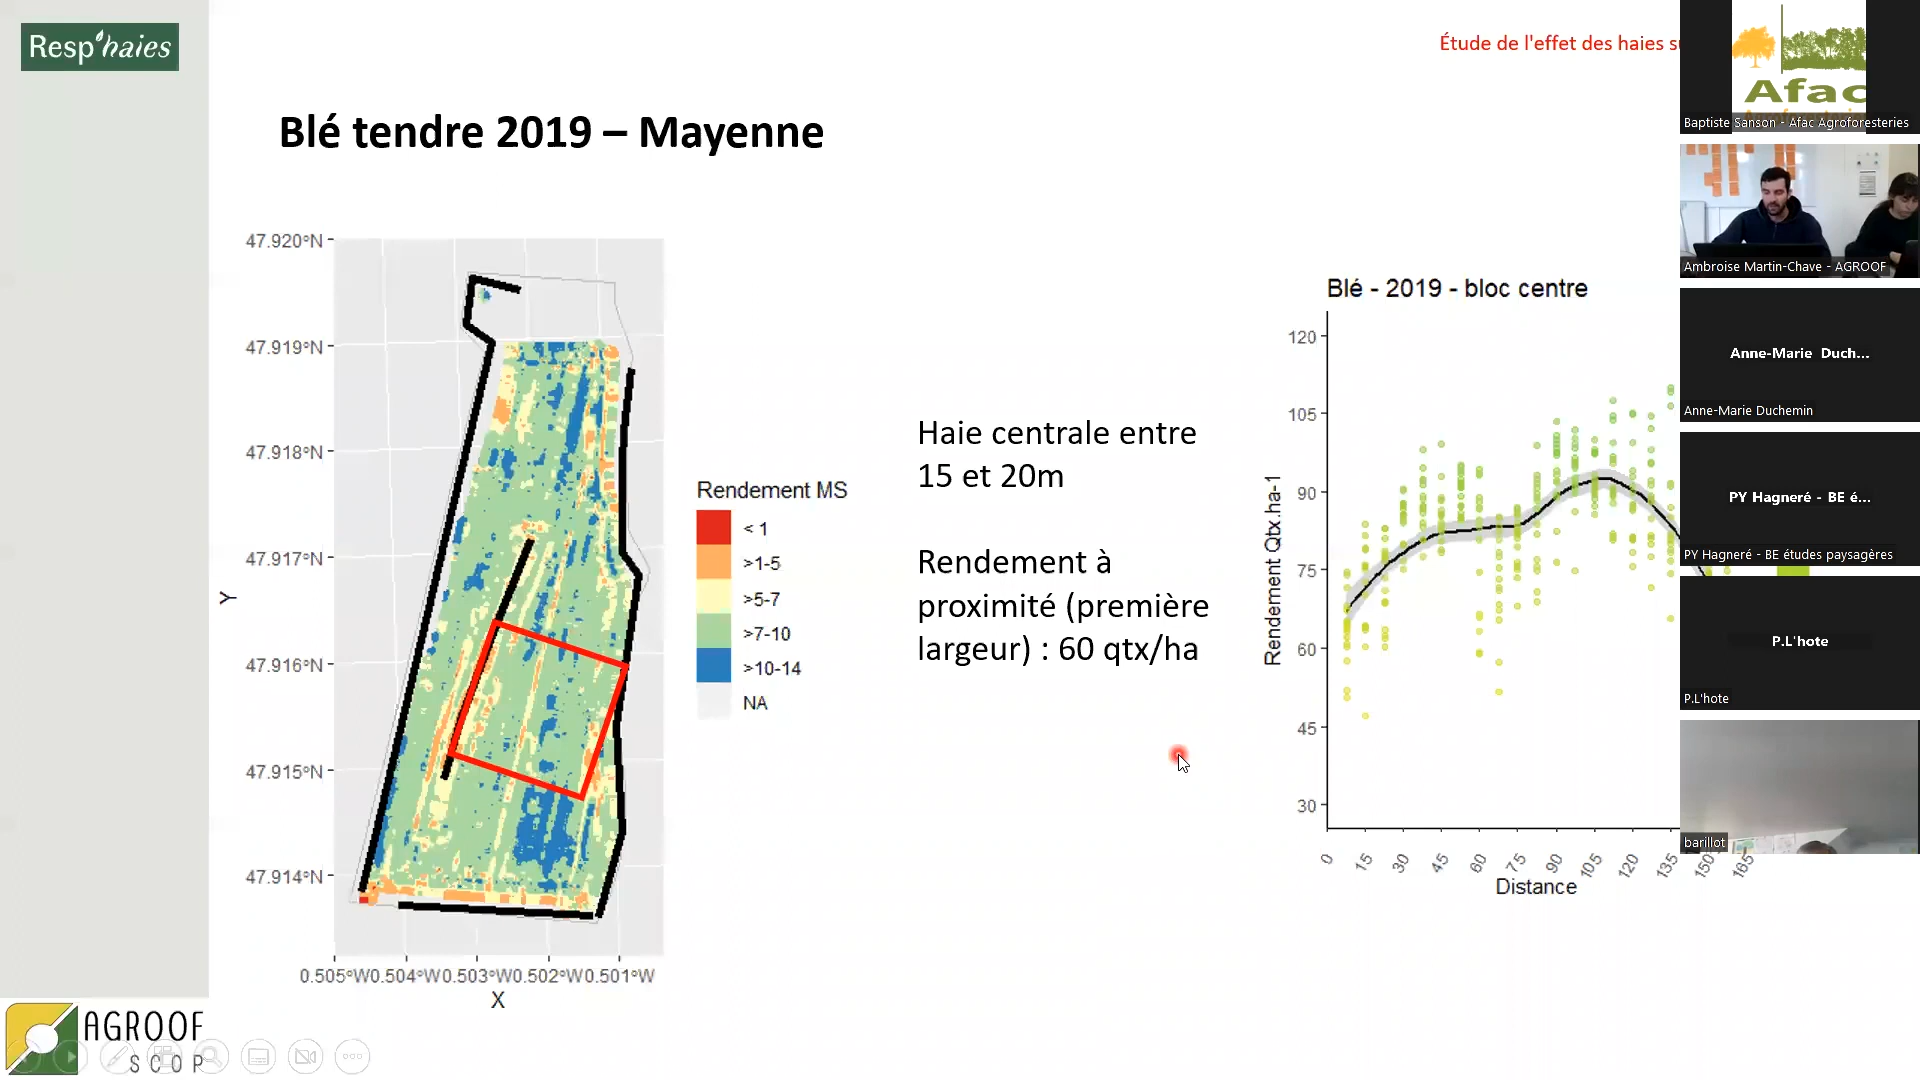 Resp'haies
Étude de l'effet des haies
Blé tendre 2019 – Mayenne
47.920°N
47.919°N
47.918°N
47.917°N
47.916°N
47.915°N
47.914°N
Y
0.505°W
0.504°W
0.503°W
0.502°W
0.501°W
X
Rendement MS
< 1
>1-5
>5-7
>7-10
>10-14
NA
Haie centrale entre
15 et 20m
Rendement à
proximité (première
largeur) : 60 qtx/ha
Blé - 2019 - bloc centre
Rendement Qtx.ha-1
120
105
90
75
60
45
30
0
15
30
45
60
75
90
105
120
135
150
165
Distance
Afac
Baptiste Sanson - Afac Agroforesteries
Ambroise Martin-Chave - AGROOF
Anne-Marie Duch...
Anne-Marie Duchemin
PY Hagneré - BE é...
PY Hagneré - BE études paysagères
P.L'hote
P.L'hote
barillot
AGROOF
SCOP